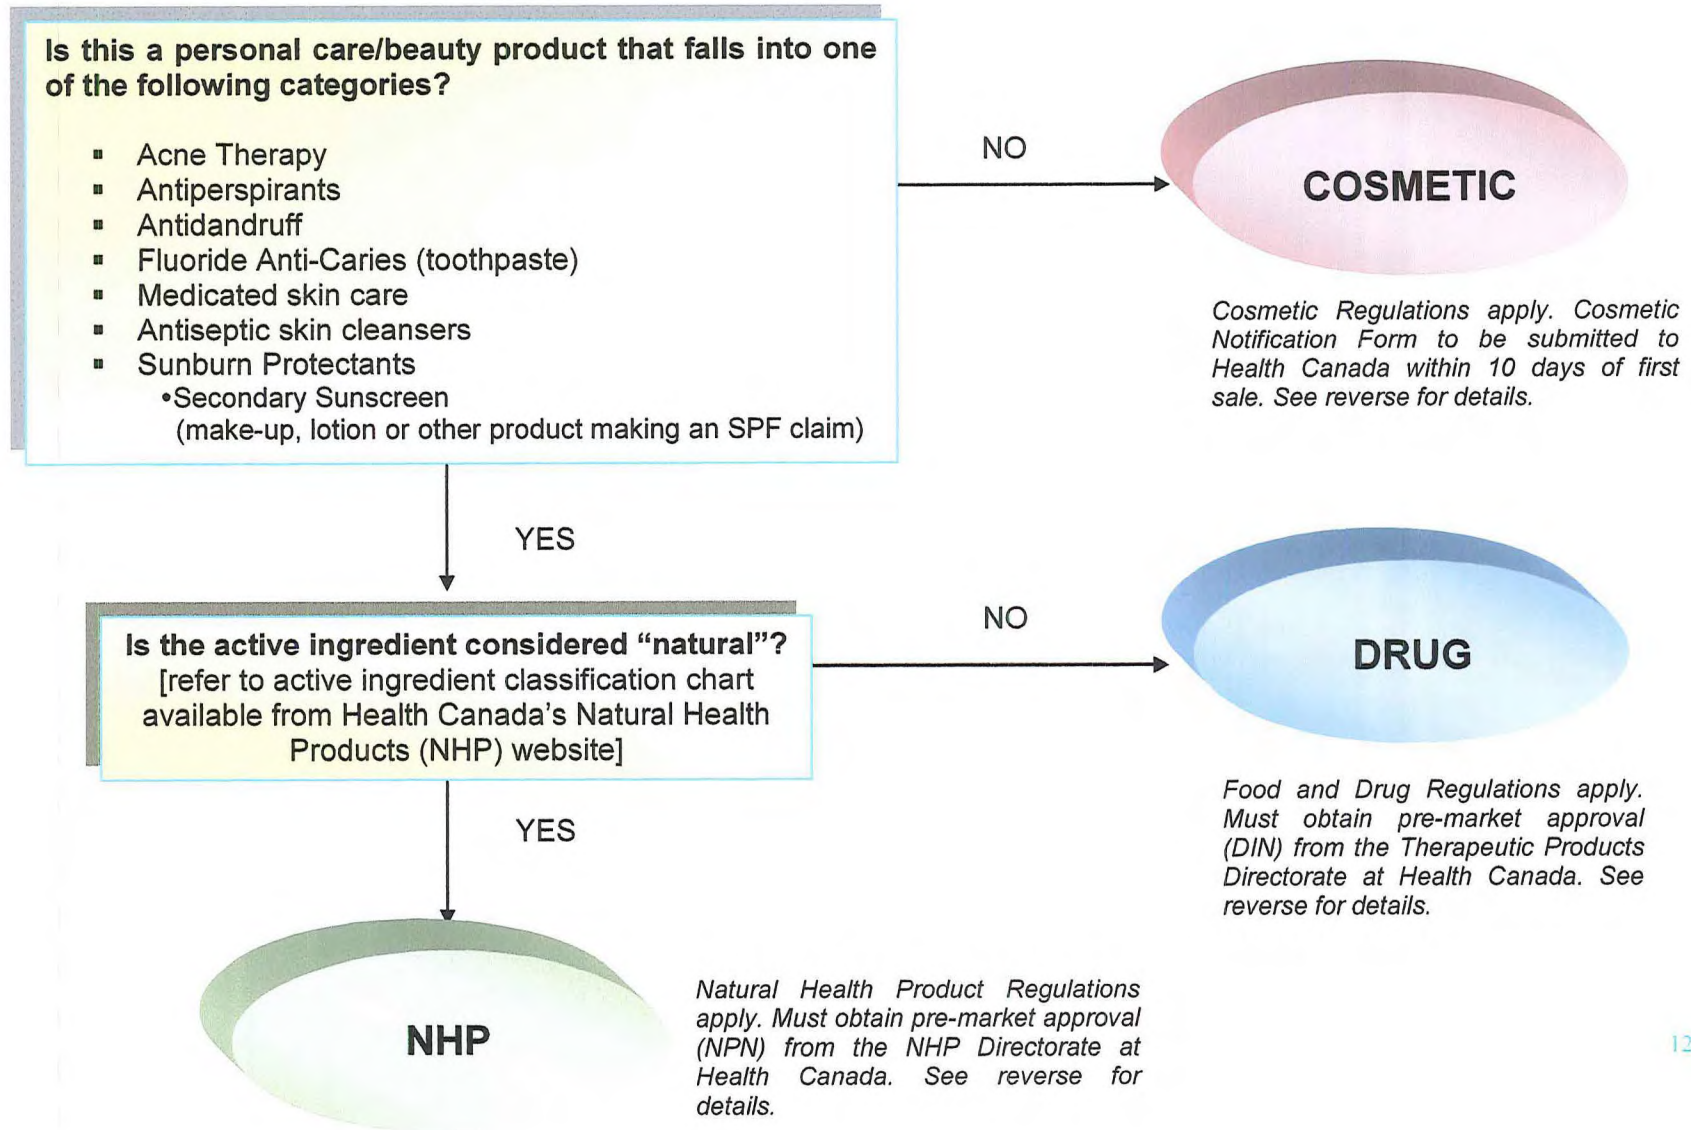 Is this a personal care/beauty product that falls into one
of the following categories?
▪ Acne Therapy
▪ Antiperspirants
▪ Antidandruff
▪ Fluoride Anti-Caries (toothpaste)
▪ Medicated skin care
▪ Antiseptic skin cleansers
▪ Sunburn Protectants
•Secondary Sunscreen
(make-up, lotion or other product making an SPF claim)
NO
COSMETIC
Cosmetic Regulations apply. Cosmetic
Notification Form to be submitted to
Health Canada within 10 days of first
sale. See reverse for details.
YES
Is the active ingredient considered “natural”?
[refer to active ingredient classification chart
available from Health Canada’s Natural Health
Products (NHP) website]
NO
DRUG
Food and Drug Regulations apply.
Must obtain pre-market approval
(DIN) from the Therapeutic Products
Directorate at Health Canada. See
reverse for details.
YES
NHP
Natural Health Product Regulations
apply. Must obtain pre-market approval
(NPN) from the NHP Directorate at
Health Canada. See reverse for
details.
12